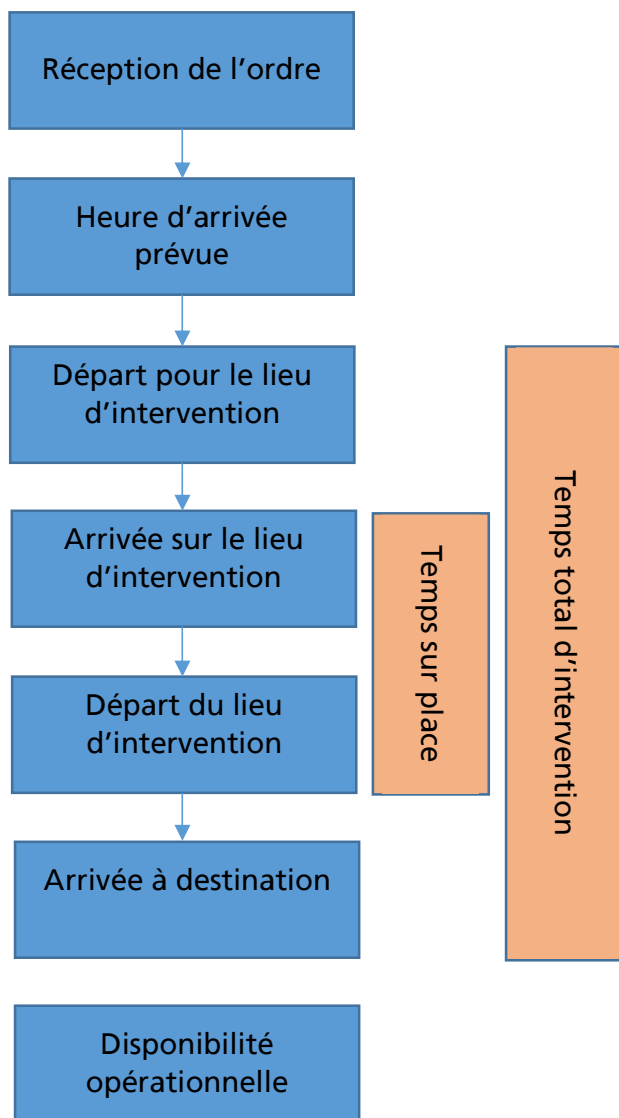 Réception de l’ordre
Heure d’arrivée
prévue
Départ pour le lieu
d’intervention
Arrivée sur le lieu
d’intervention
Départ du lieu
d’intervention
Arrivée à destination
Disponibilité
opérationnelle
Temps sur place
Temps total d’intervention